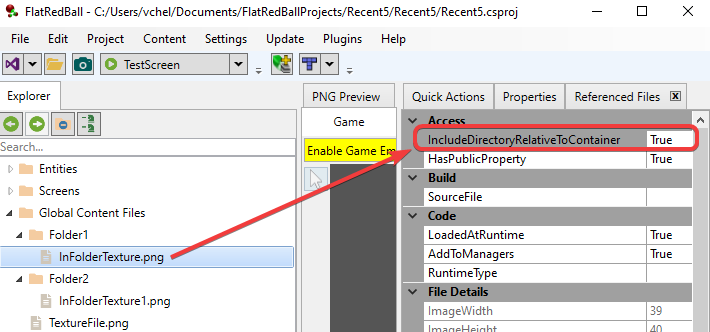 FlatRedBall - C:/Users/vchel/Documents/FlatRedBallProjects/Recent5/Recent5/Recent5.csproj
File Edit Project Content Settings Update Plugins Help
TestScreen
Explorer
PNG Preview
Quick Actions Properties Referenced Files
Game
Enable Game Em
Search...
Entities
Screens
Global Content Files
Folder1
InFolderTexture.png
Folder2
InFolderTexture1.png
TextureFile.png
Access
IncludeDirectoryRelativeToContainer True
HasPublicProperty True
Build
SourceFile
Code
LoadedAtRuntime True
AddToManagers True
RuntimeType
File Details
ImageWidth 39
ImageHeight 40